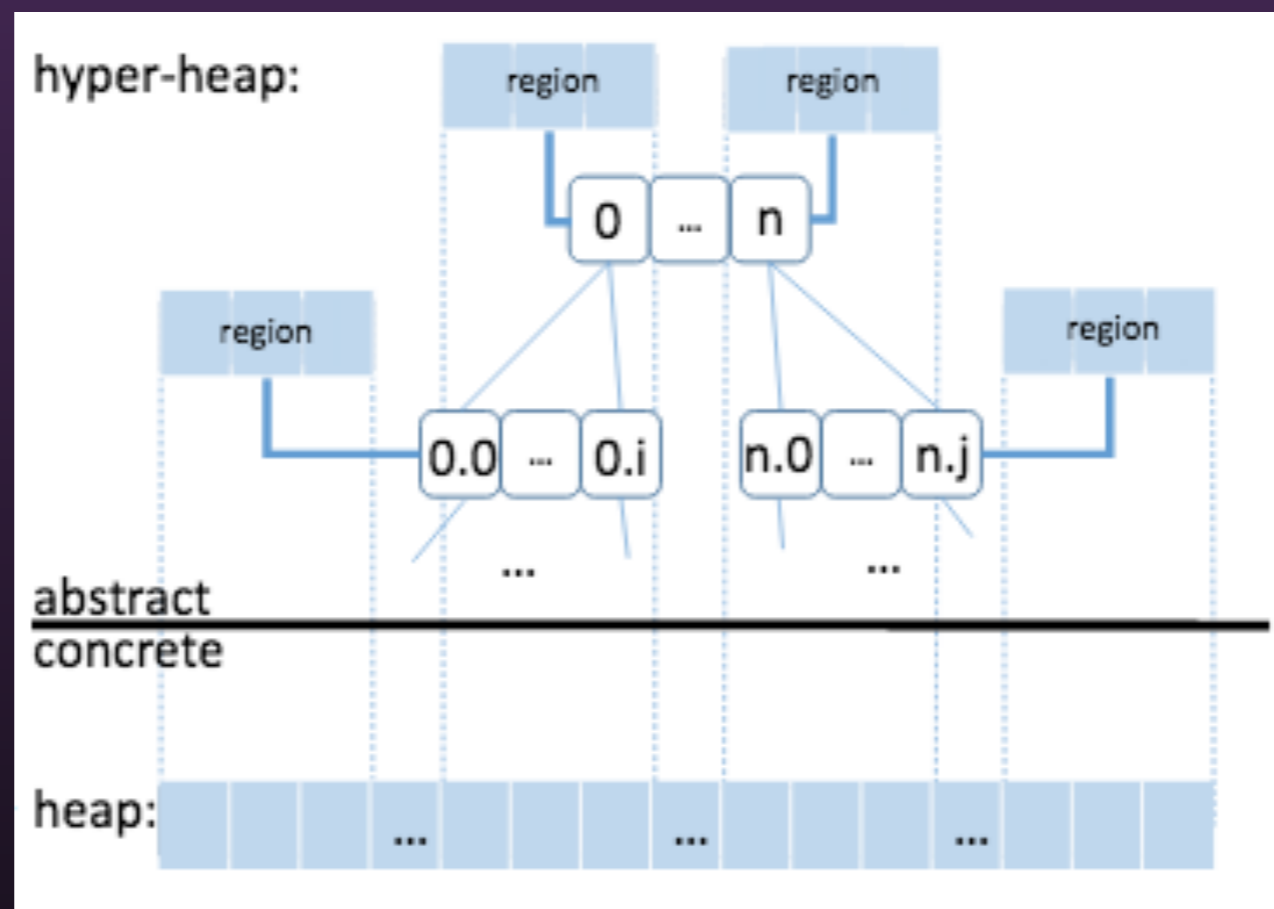 hyper-heap:
region
region
0 ... n
region
region
0.0 ... 0.i
n.0 ... n.j
...
...
abstract
concrete
heap:
... ... ...